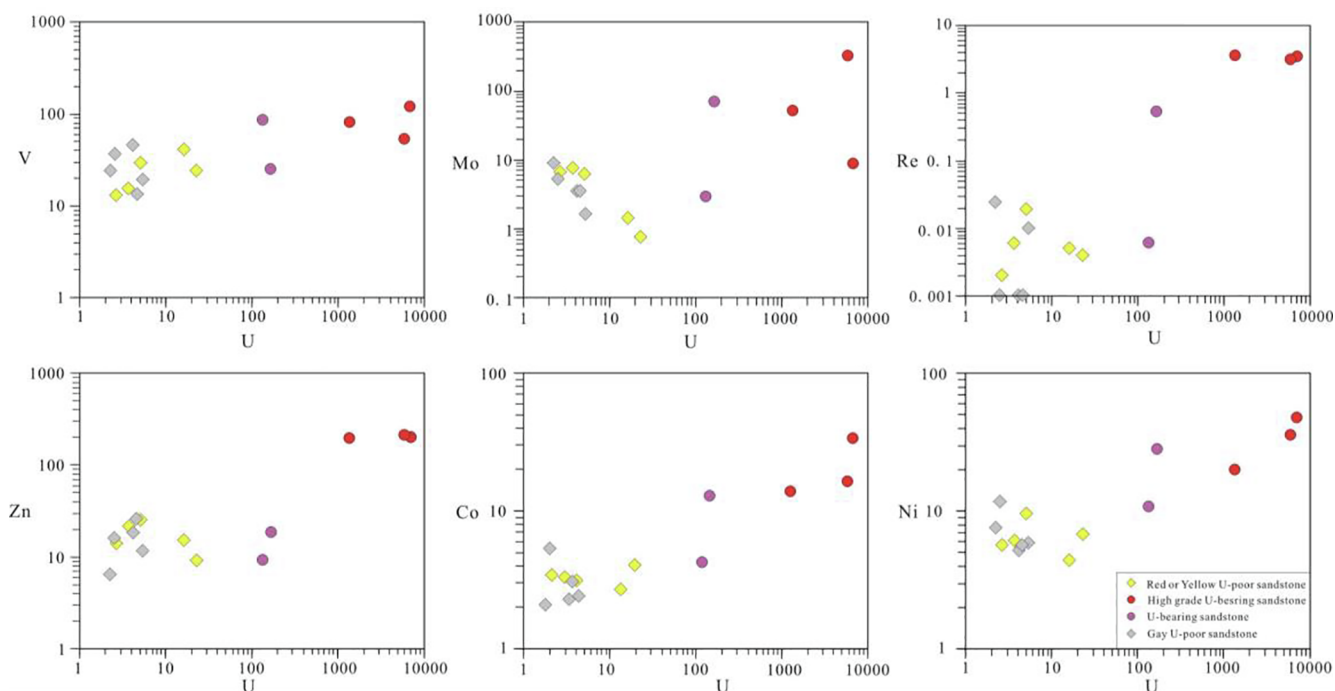 1000
100
V
10
1
1 10 100 1000 10000
U
1000
100
Mo
10
1
0.1
1 10 100 1000 10000
U
10
1
Re
0.1
0.01
0.001
1 10 100 1000 10000
U
1000
100
Zn
10
1
1 10 100 1000 10000
U
100
Co
10
1
1 10 100 1000 10000
U
100
Ni
10
1
1 10 100 1000 10000
U
Red or Yellow U-poor sandstone
High grade U-besring sandstone
U-bearing sandstone
Gay U-poor sandstone